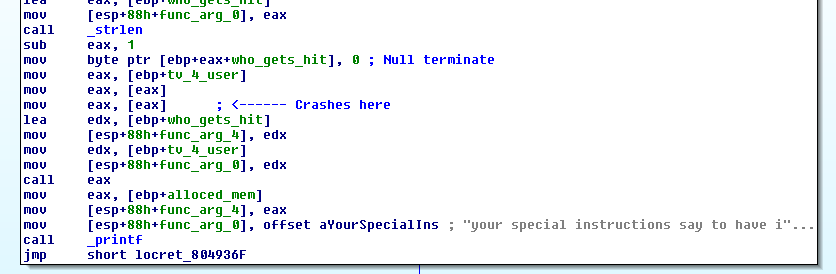 lea eax, [ebp+who_gets_hit]
mov [esp+88h+func_arg_0], eax
call _strlen
sub eax, 1
mov byte ptr [ebp+eax+who_gets_hit], 0 ; Null terminate
mov eax, [ebp+tv_4_user]
mov eax, [eax]
mov eax, [eax] ; <------ Crashes here
lea edx, [ebp+who_gets_hit]
mov [esp+88h+func_arg_4], edx
mov edx, [ebp+tv_4_user]
mov [esp+88h+func_arg_0], edx
call eax
mov eax, [ebp+alloced_mem]
mov [esp+88h+func_arg_4], eax
mov [esp+88h+func_arg_0], offset aYourSpecialIns ; "your special instructions say to have i"...
call _printf
jmp short locret_804936F